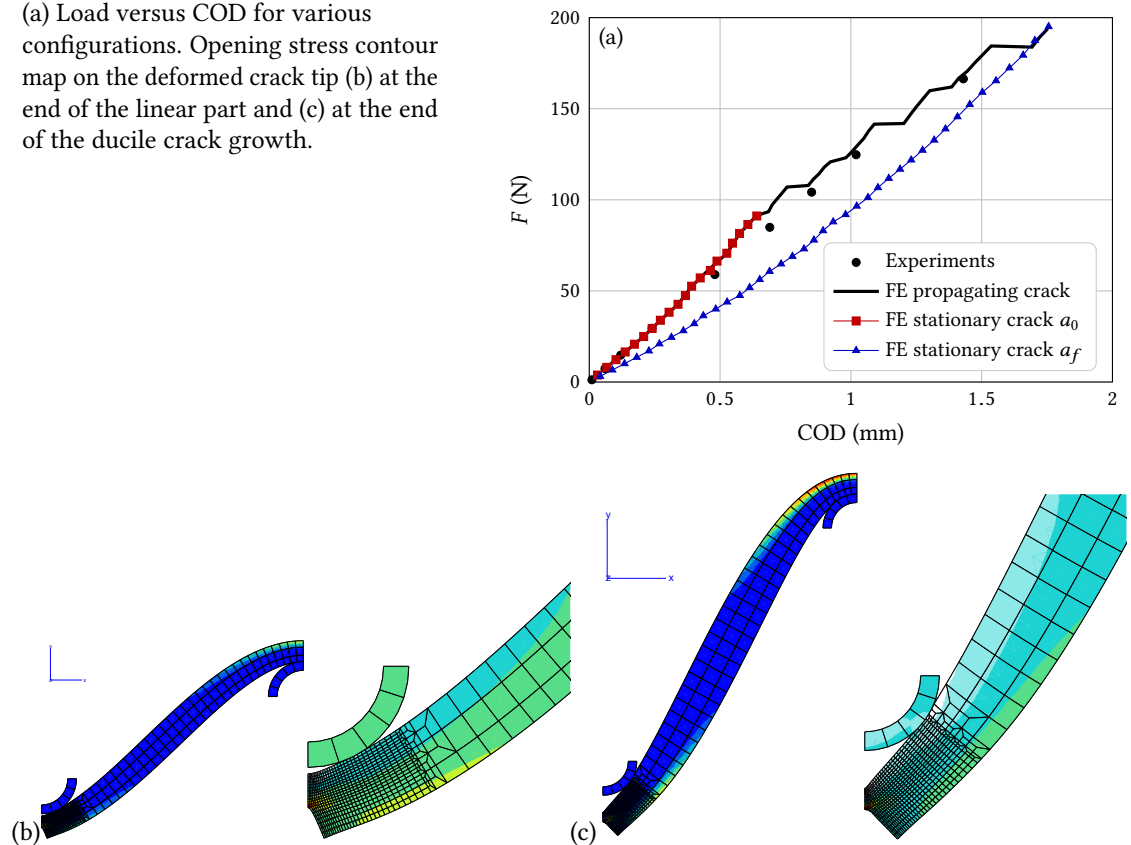 (a) Load versus COD for various
configurations. Opening stress contour
map on the deformed crack tip (b) at the
end of the linear part and (c) at the end
of the ductile crack growth.
(a)
200
150
100
50
0
F (N)
0 0.5 1 1.5 2
COD (mm)
Experiments
FE propagating crack
FE stationary crack a₀
FE stationary crack a_f
y
z x
(b)
(c)